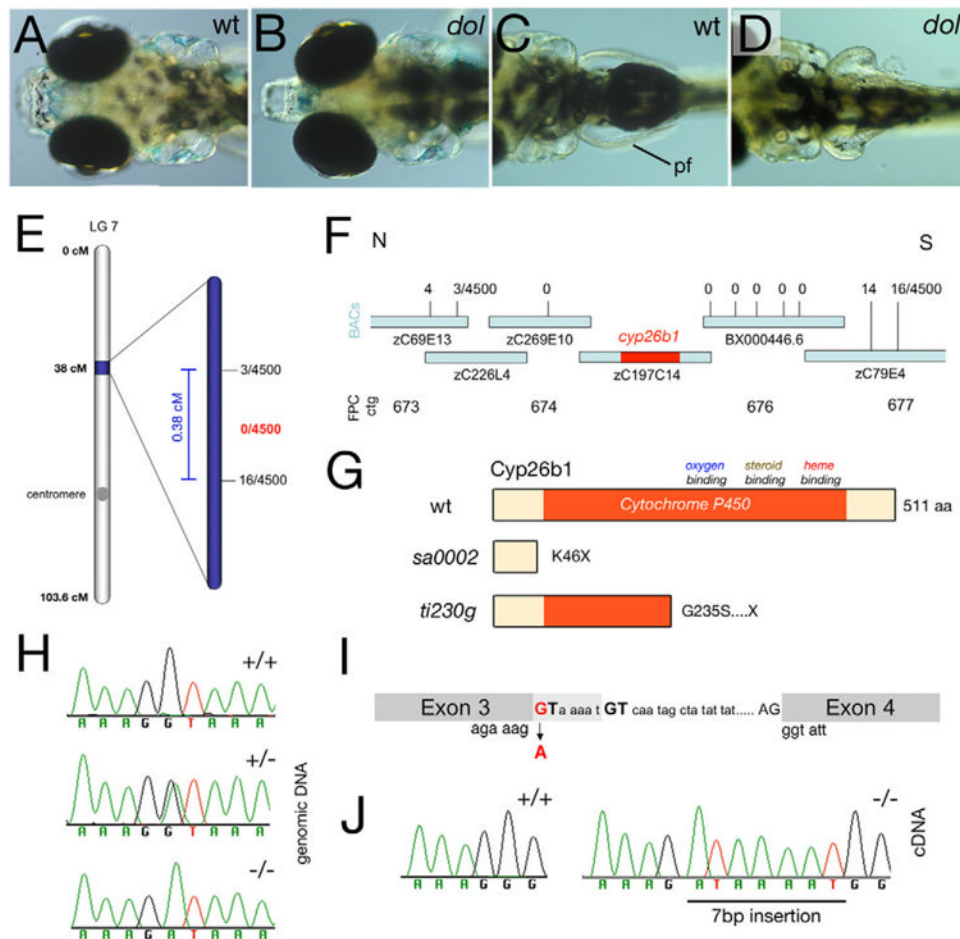 A wt
B dol
C wt
pf
D dol
E
LG 7
0 cM
38 cM
centromere
103.6 cM
0.38 cM
3/4500
0/4500
16/4500
F N S
4 3/4500 0 0 0 0 0 0 14 16/4500
BACs
zC69E13 zC269E10 cyp26b1 BX000446.6
zC226L4 zC197C14 zC79E4
FPC ctg 673 674 676 677
G Cyp26b1
oxygen binding
steroid binding
heme binding
wt Cytochrome P450 511 aa
sa0002 K46X
ti230g G235S....X
H
+/+
A A A G G T A A A
+/-
A A A G G T A A A
-/-
A A A G A T A A A
genomic DNA
I
Exon 3 GTa aaa t GT caa tag cta tat tat..... AG Exon 4
aga aag ggt att
A
J
+/+
A A A G G G
-/-
A A A G A T A A A A T G G
cDNA
7bp insertion